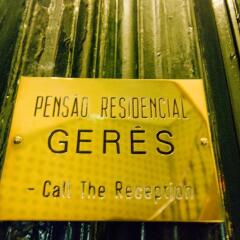 PENSÃO RESIDENCIAL
GERÊS
- Call The Reception